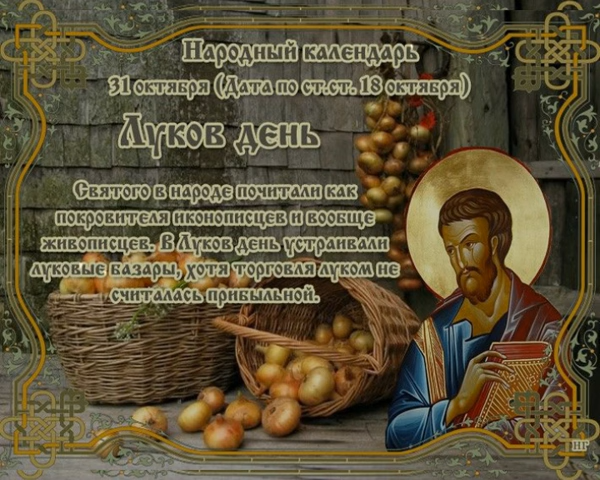 Народный календарь
31 октября (Дата по ст.ст. 18 октября)
Луков день
Святого в народе почитали как
покровителя иконописцев и вообще
живописцев. В Луков день устраивали
луковые базары, хотя торговля луком не
считалась прибыльной.
НГ